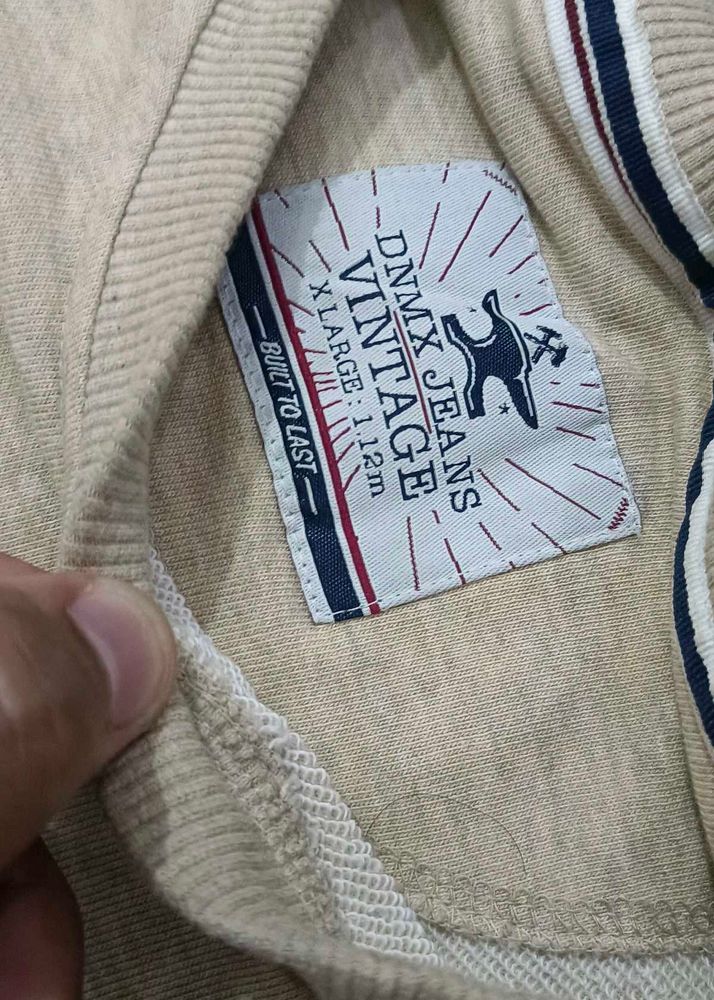 DNMX JEANS
VINTAGE
X LARGE: 1.12m
BUILT TO LAST